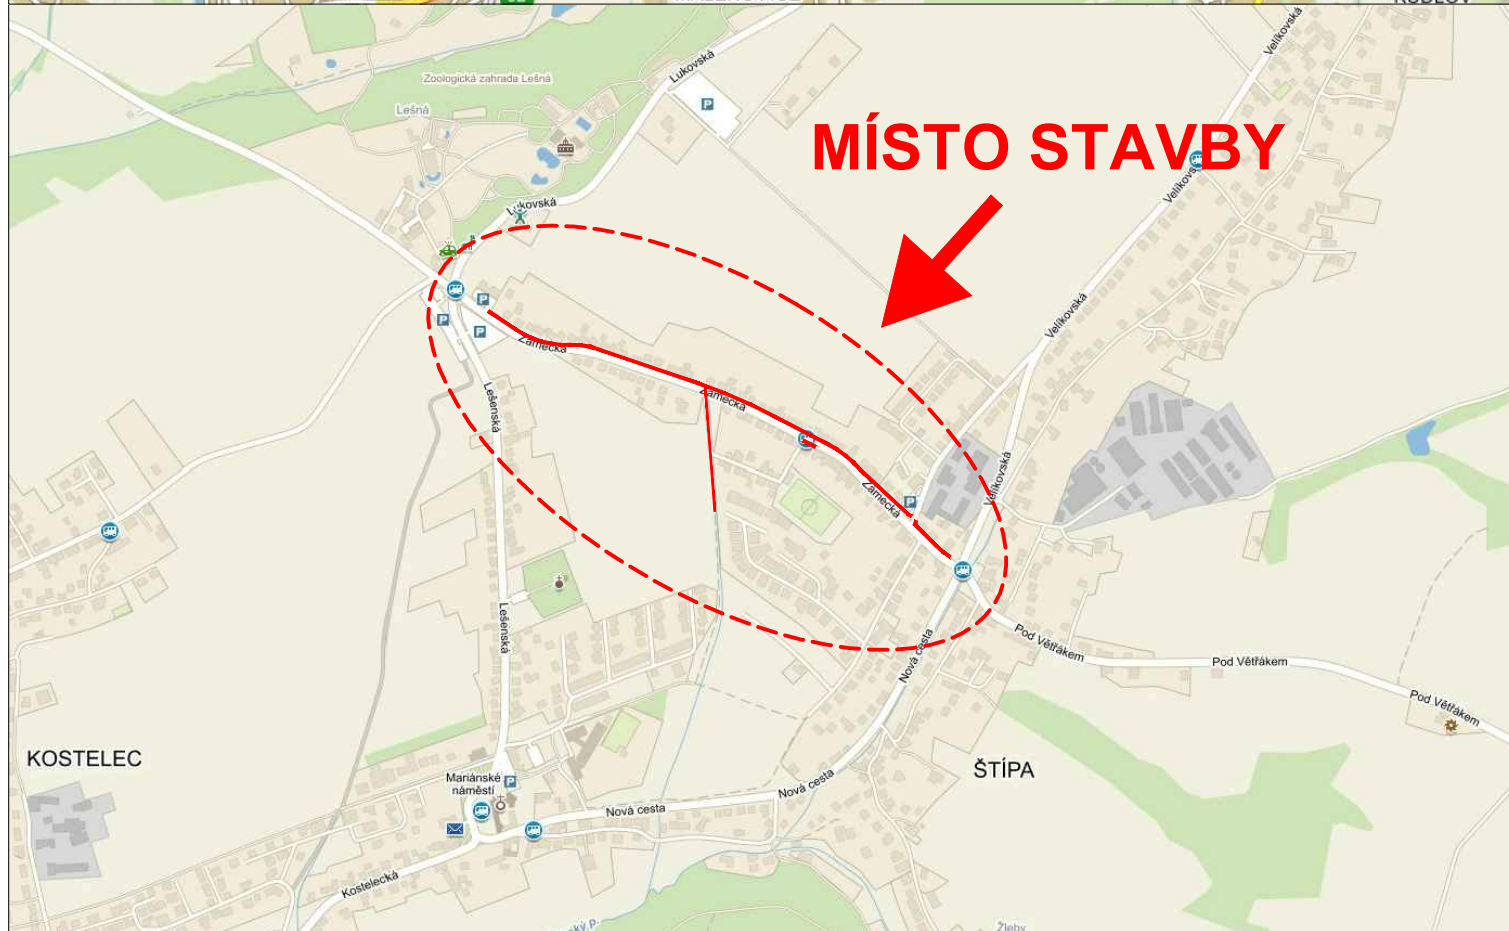 Velíkovská
Lukovská
Zoologická zahrada Lešná
Lešná
P
MÍSTO STAVBY
Velíkovská
Lukovská
P
Velíkovská
P
P
Zámecká
Lešenská
Zámecká
Velíkovská
Zámecká
P
Lešenská
Nová cesta
Pod Větřákem
Pod Větřákem
Pod Větřákem
KOSTELEC
ŠTÍPA
Mariánské
náměstí
P
Nová cesta
Nová cesta
Kostelecká
Žleby